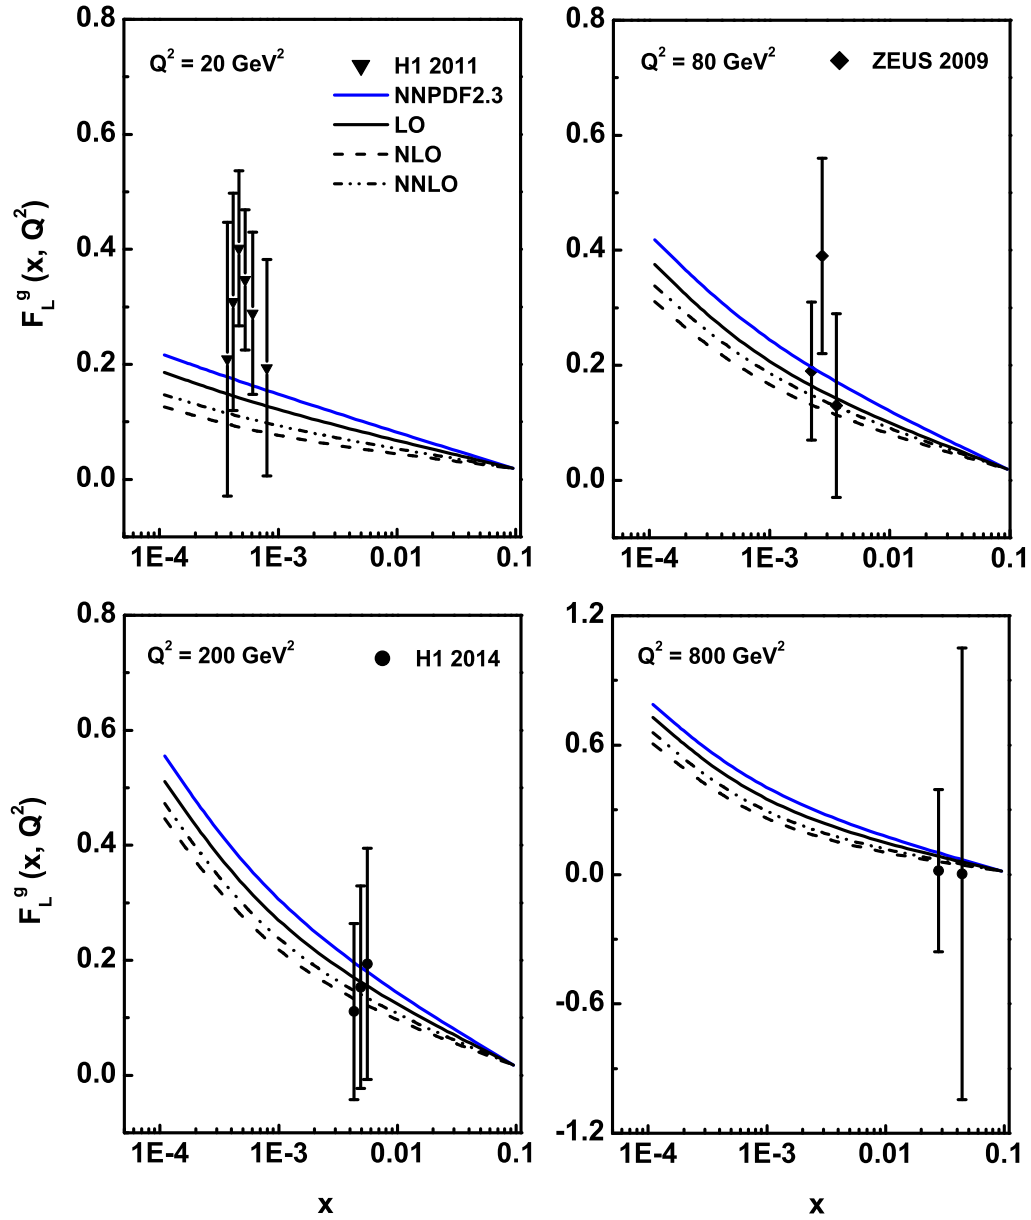 Q² = 20 GeV²
H1 2011
NNPDF2.3
LO
NLO
NNLO
F_L^g (x, Q²)
0.8
0.6
0.4
0.2
0.0
1E-4 1E-3 0.01 0.1
Q² = 80 GeV²
ZEUS 2009
0.8
0.6
0.4
0.2
0.0
1E-4 1E-3 0.01 0.1
Q² = 200 GeV²
H1 2014
F_L^g (x, Q²)
0.8
0.6
0.4
0.2
0.0
1E-4 1E-3 0.01 0.1
x
Q² = 800 GeV²
1.2
0.6
0.0
-0.6
-1.2
1E-4 1E-3 0.01 0.1
x